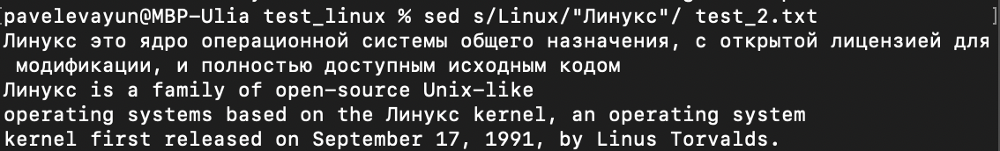 [pavelevayun@MBP-Ulia test_linux % sed s/Linux/"Линукс"/ test_2.txt ]
Линукс это ядро операционной системы общего назначения, с открытой лицензией для
 модификации, и полностью доступным исходным кодом
Линукс is a family of open-source Unix-like
operating systems based on the Линукс kernel, an operating system
kernel first released on September 17, 1991, by Linus Torvalds.